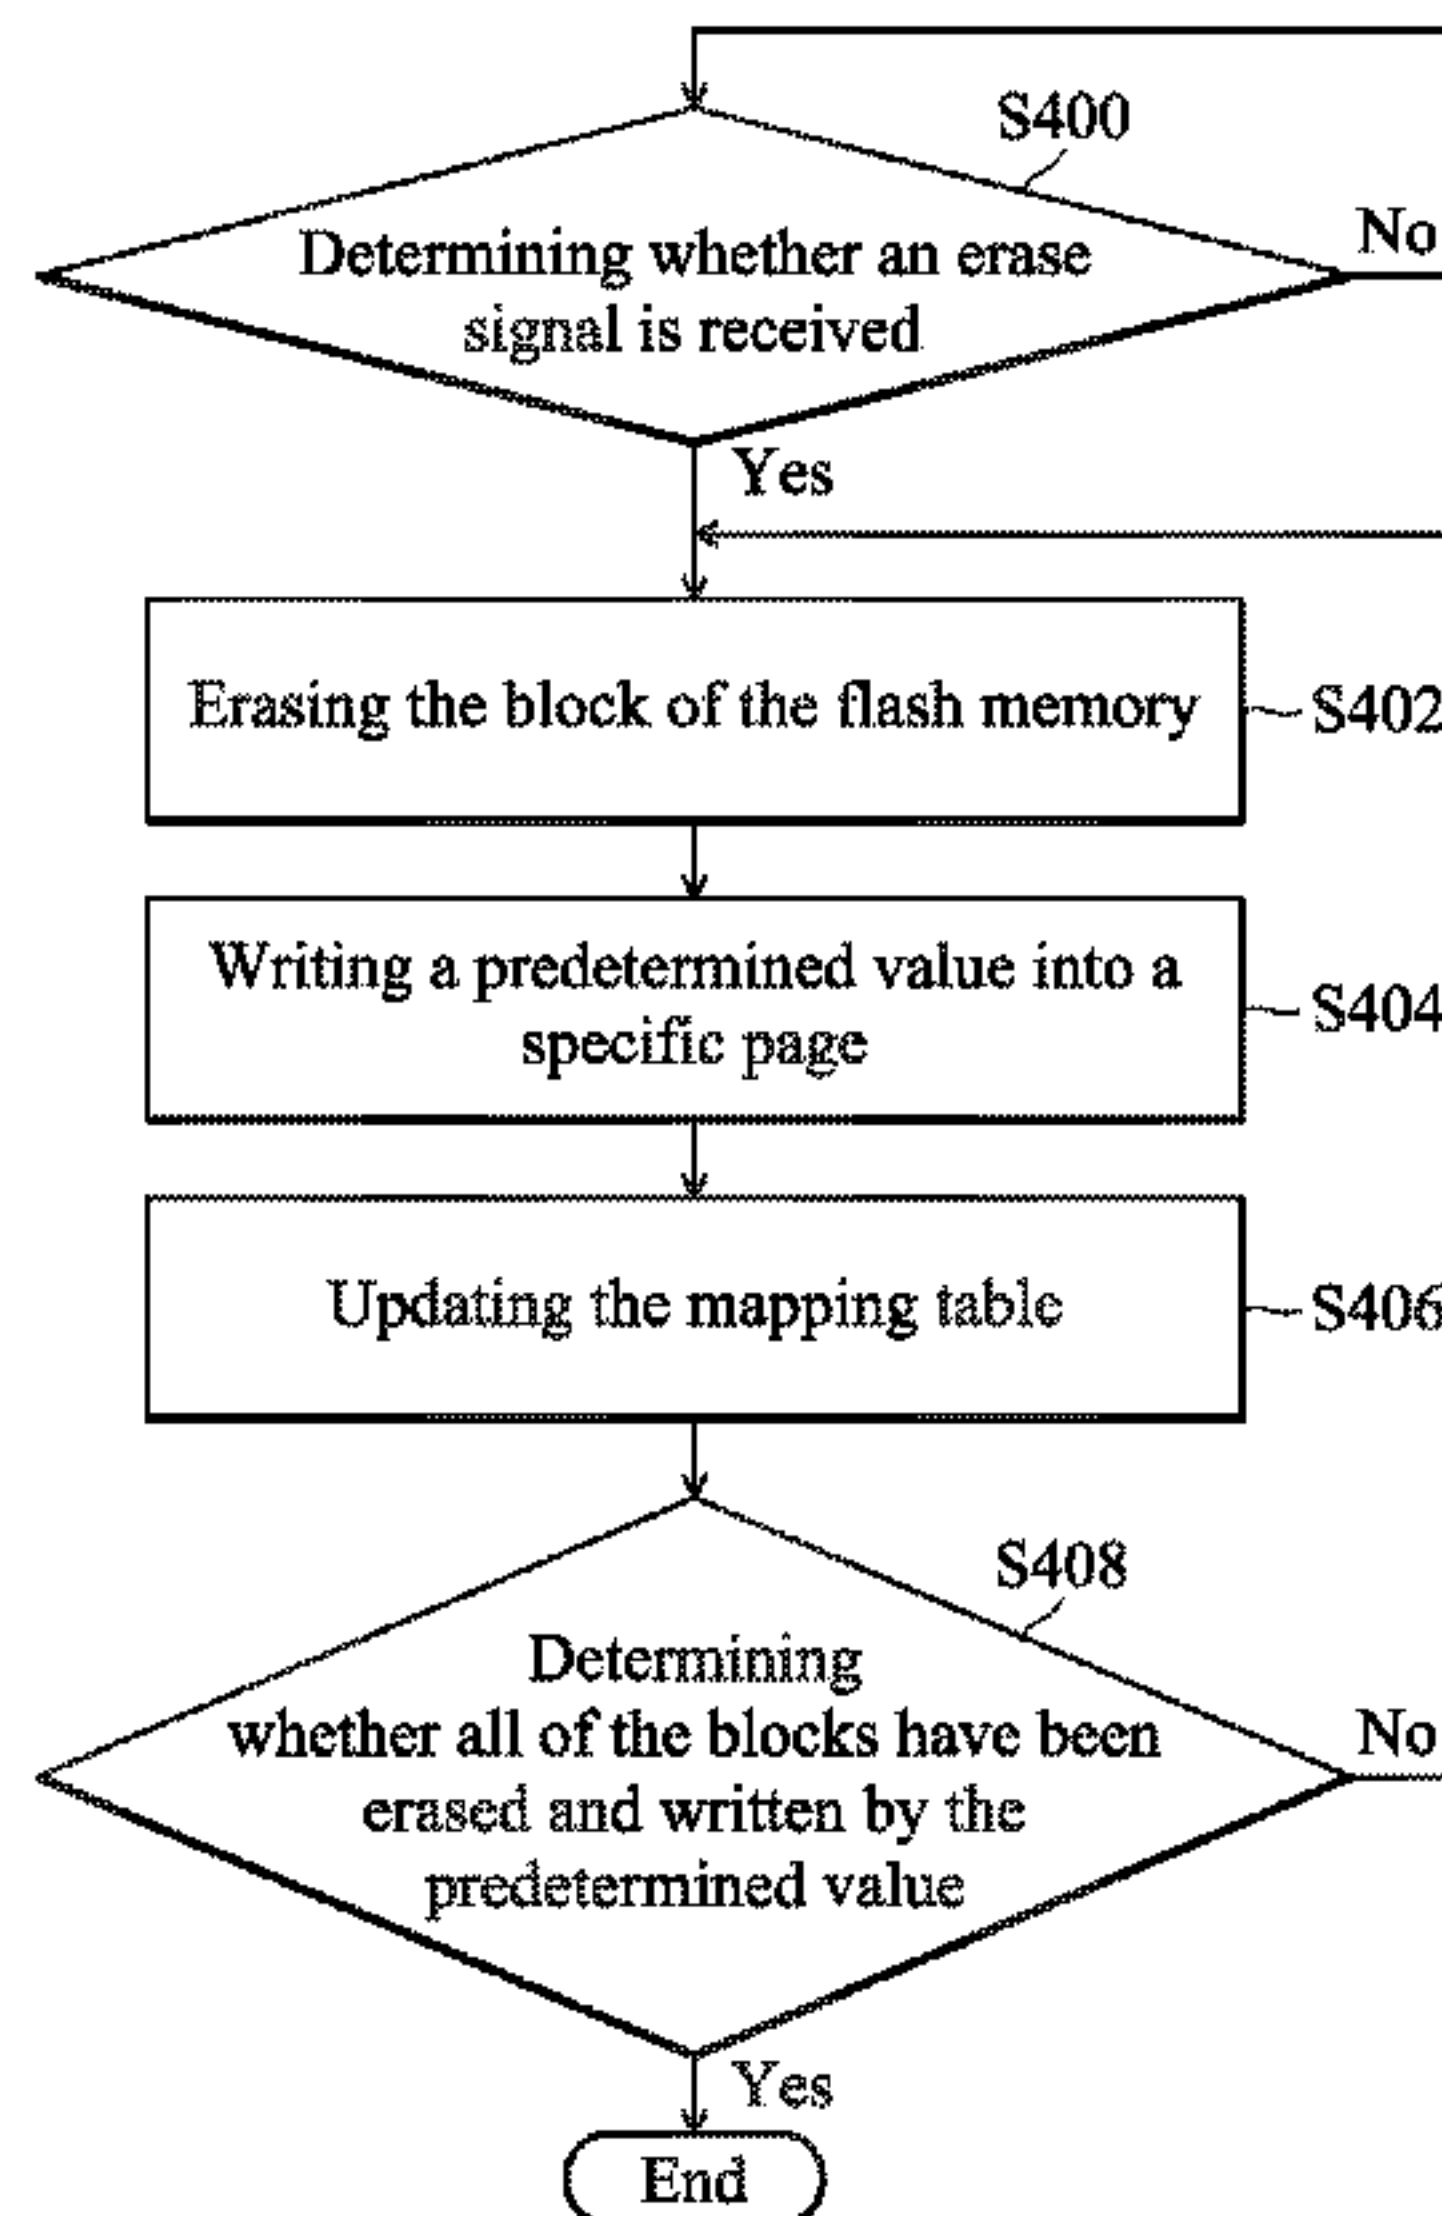 S400
No
Determining whether an erase
signal is received
Yes
Erasing the block of the flash memory
S402
Writing a predetermined value into a
specific page
S404
Updating the mapping table
S406
S408
Determining
whether all of the blocks have been
No
erased and written by the
predetermined value
Yes
End